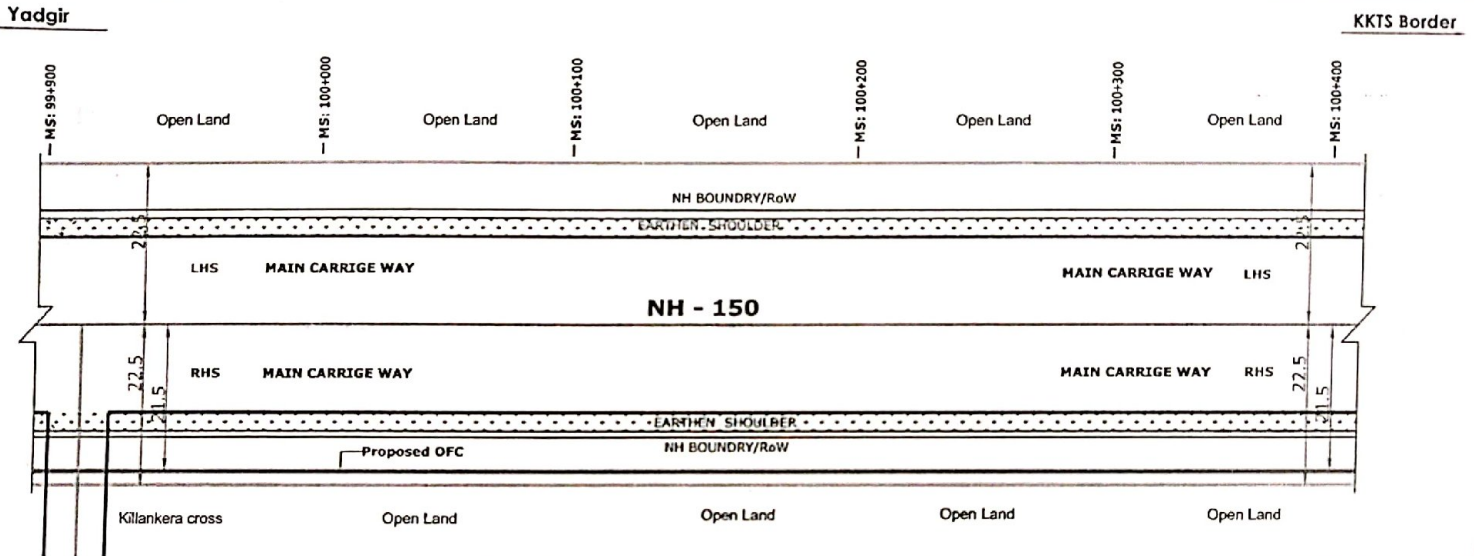 Yadgir
KKTS Border
MS: 99+900
MS: 100+000
MS: 100+100
MS: 100+200
MS: 100+300
MS: 100+400
Open Land
Open Land
Open Land
Open Land
Open Land
NH BOUNDRY/RoW
EARTHEN SHOULDER
22.5
22.5
LHS MAIN CARRIGE WAY
MAIN CARRIGE WAY LHS
NH - 150
22.5
21.5
RHS MAIN CARRIGE WAY
MAIN CARRIGE WAY RHS
22.5
21.5
EARTHEN SHOULDER
NH BOUNDRY/RoW
Proposed OFC
Killankera cross
Open Land
Open Land
Open Land
Open Land